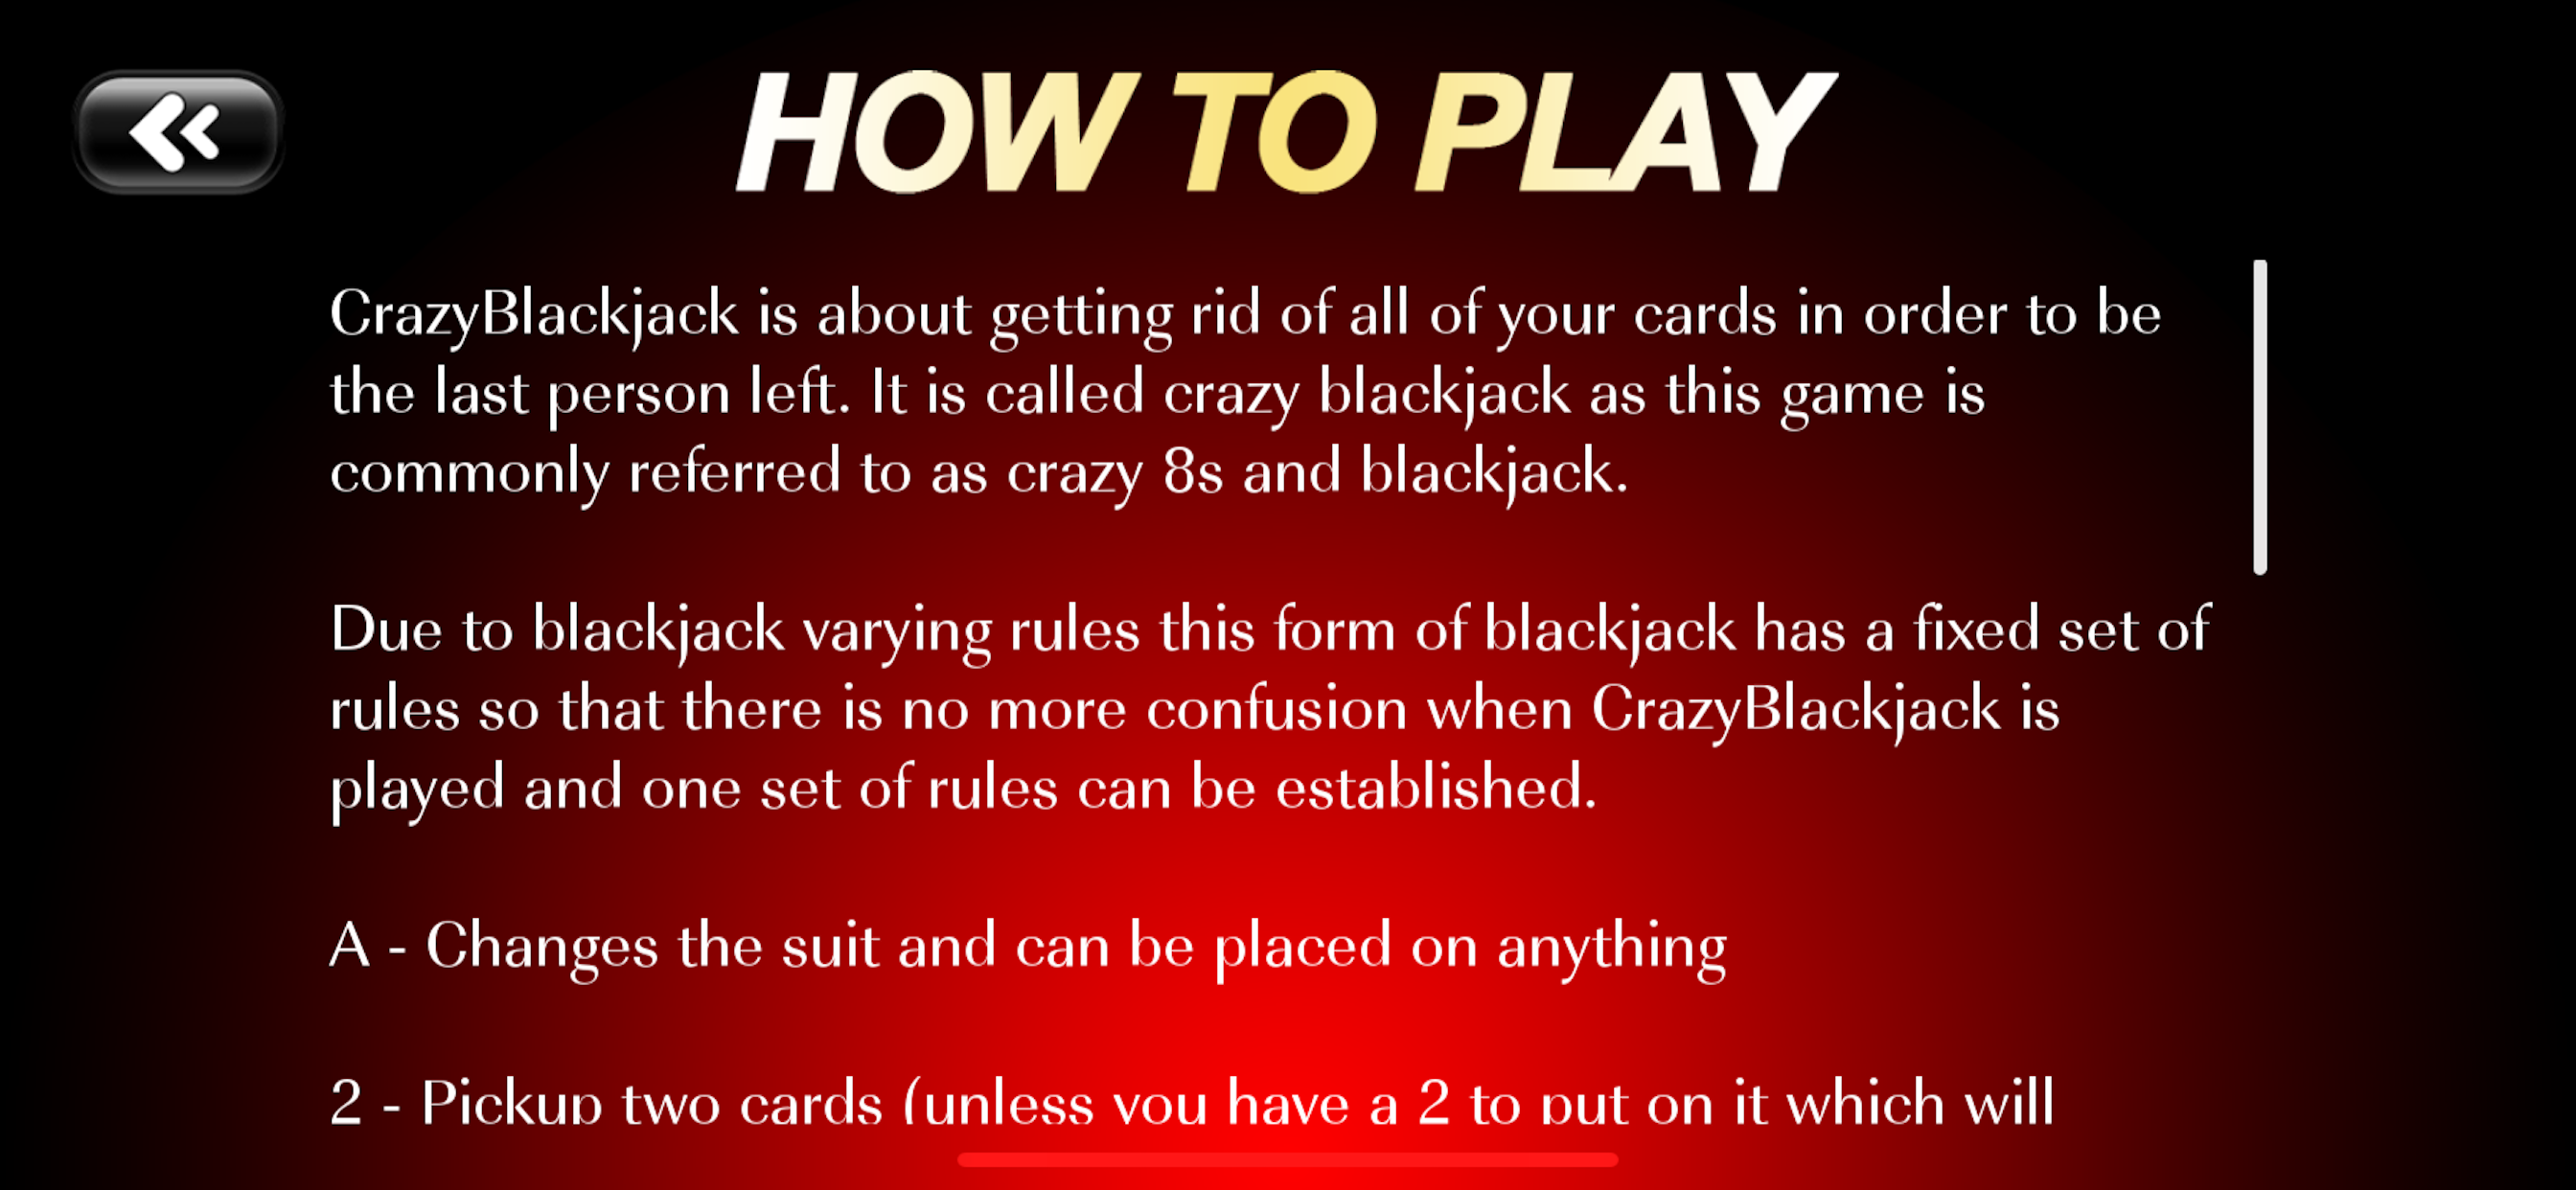 HOW TO PLAY
CrazyBlackjack is about getting rid of all of your cards in order to be
the last person left. It is called crazy blackjack as this game is
commonly referred to as crazy 8s and blackjack.
Due to blackjack varying rules this form of blackjack has a fixed set of
rules so that there is no more confusion when CrazyBlackjack is
played and one set of rules can be established.
A - Changes the suit and can be placed on anything
2 - Pickup two cards (unless you have a 2 to put on it which will